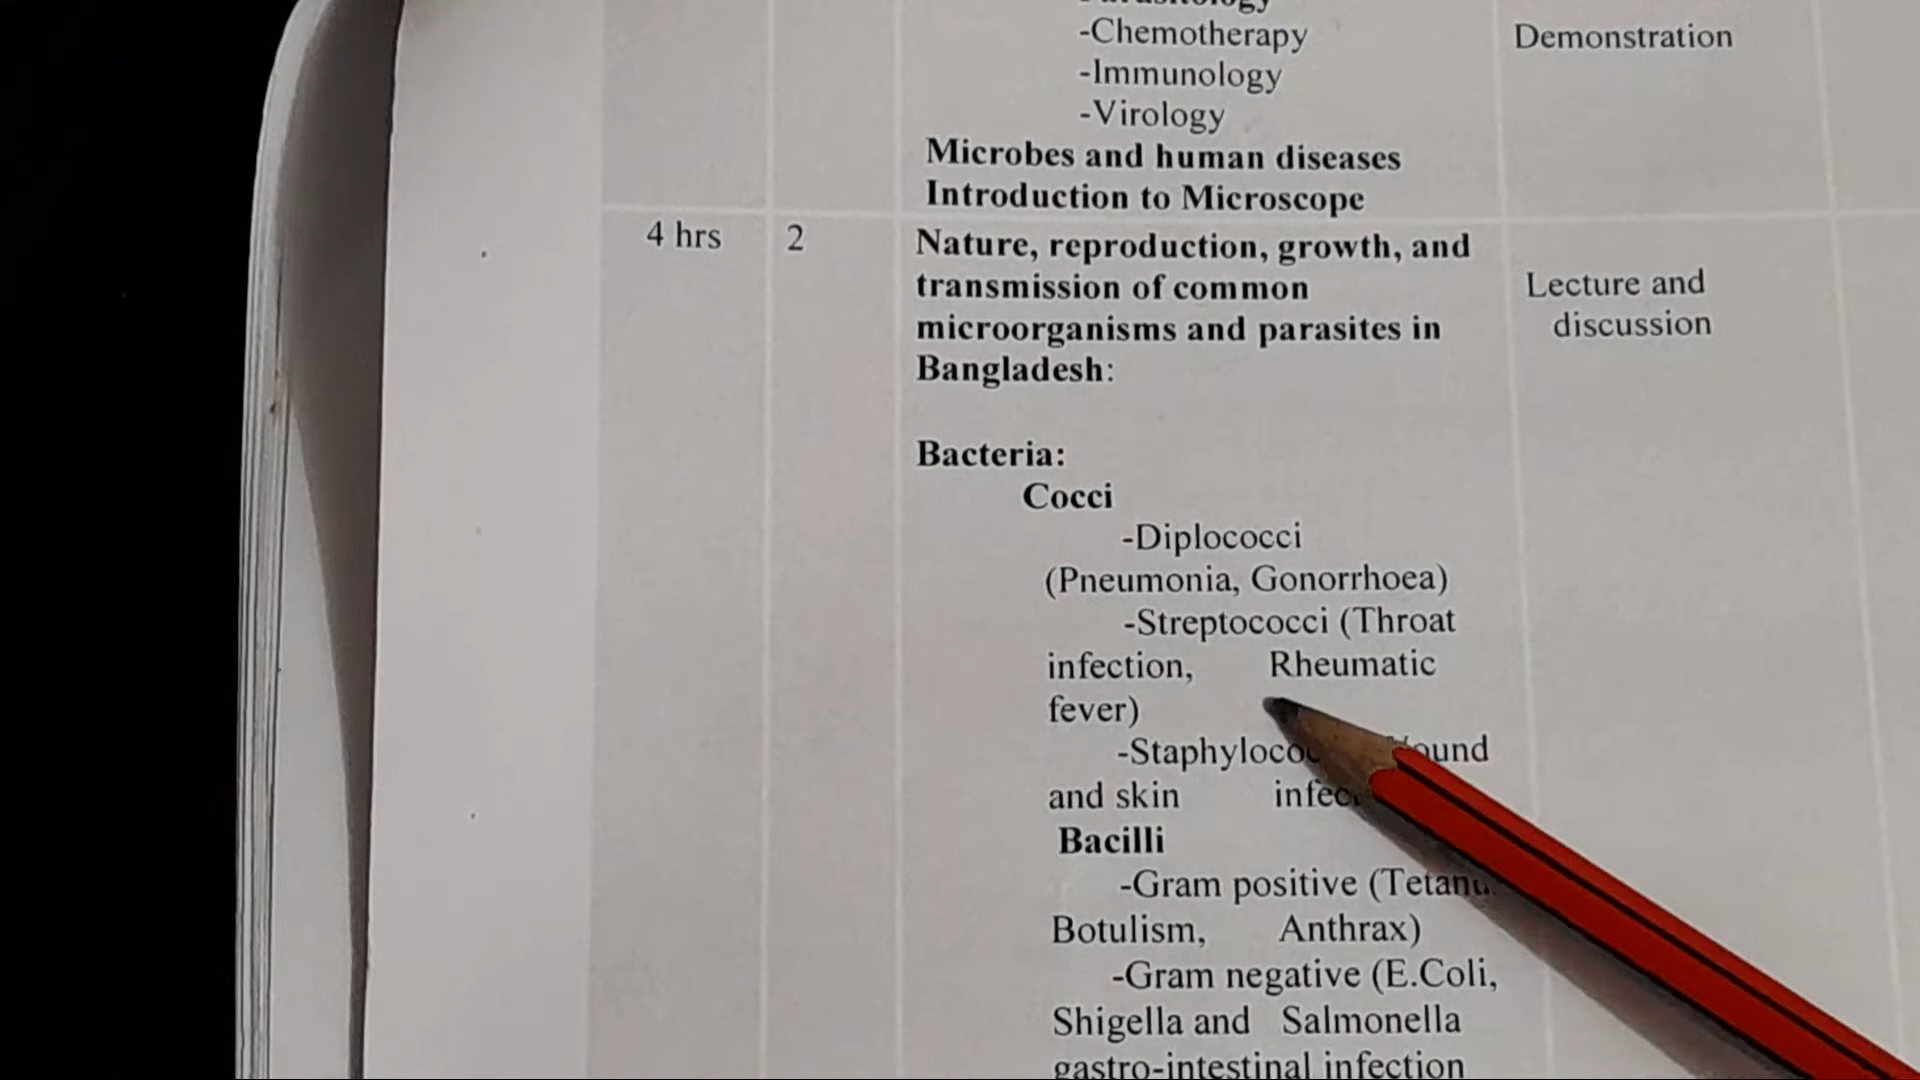 -Chemotherapy
Demonstration
-Immunology
-Virology
Microbes and human diseases
Introduction to Microscope
4 hrs
2
Nature, reproduction, growth, and
transmission of common
microorganisms and parasites in
Bangladesh:
Lecture and
discussion
Bacteria:
Cocci
-Diplococci
(Pneumonia, Gonorrhoea)
-Streptococci (Throat
infection, Rheumatic
fever)
and skin
Bacilli
-Gram positive
Botulism, Anthrax)
-Gram negative (E.Coli,
Shigella and Salmonella
gastro-intestinal infection